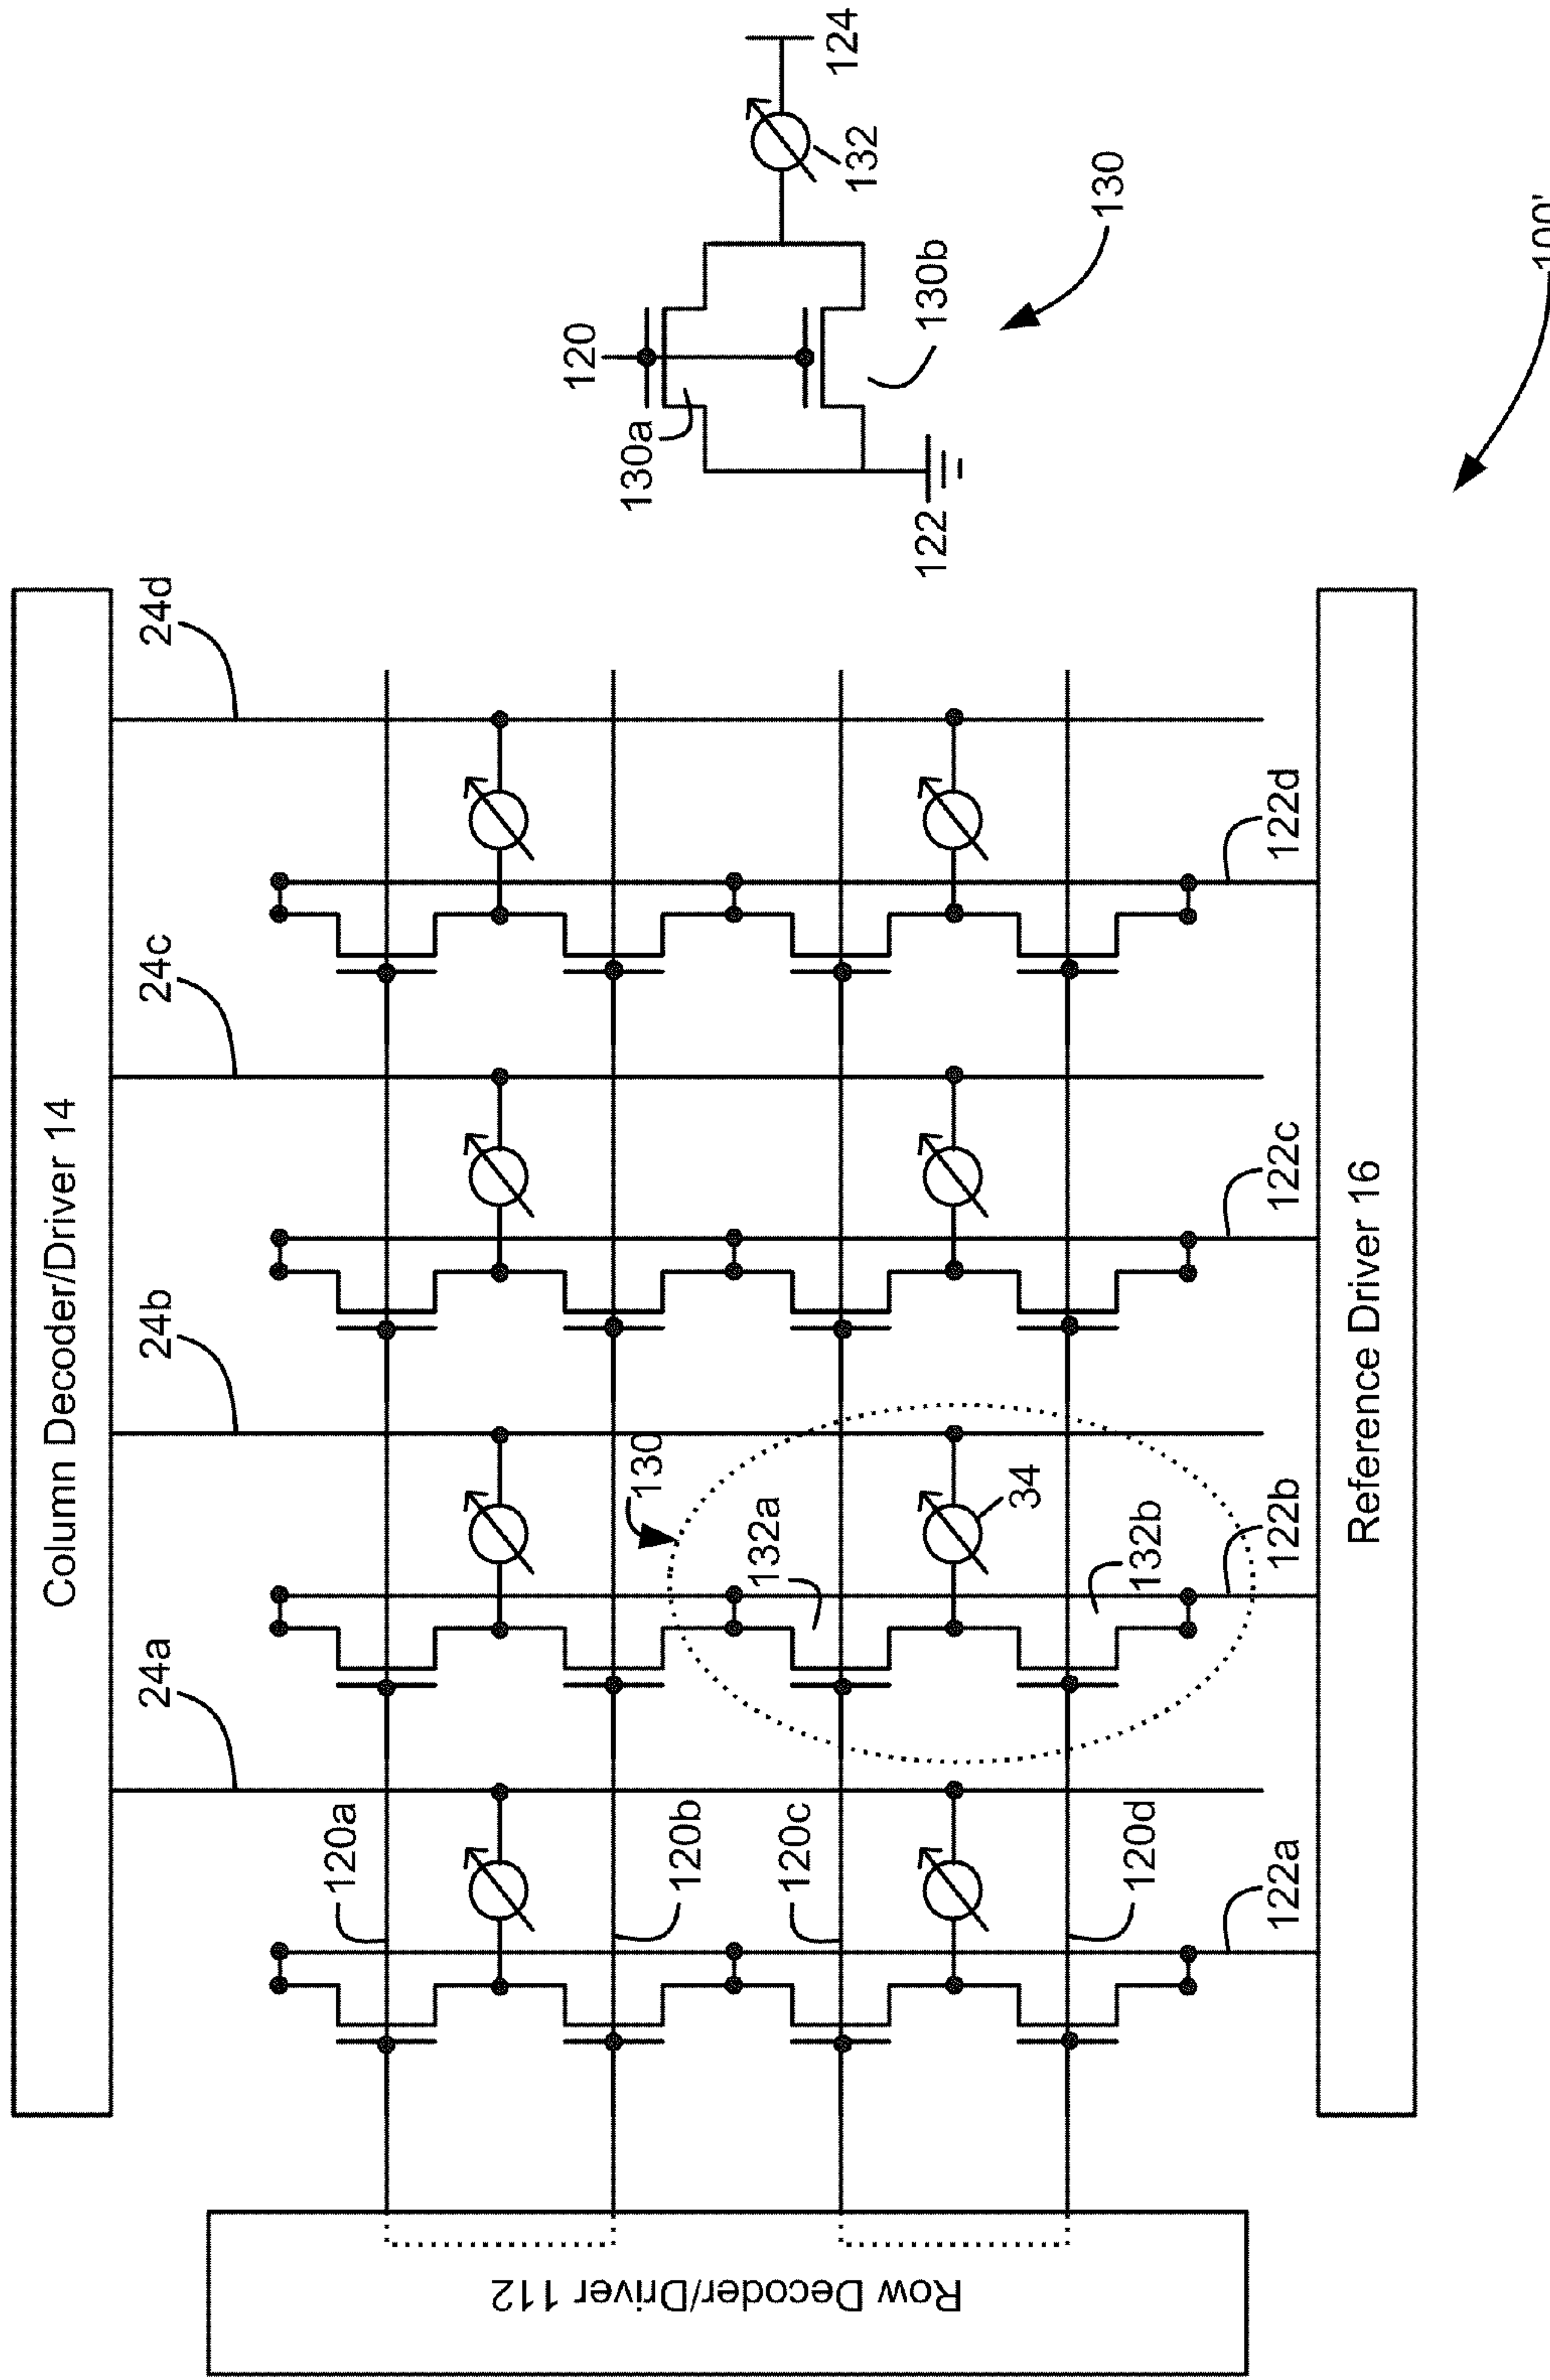 Column Decoder/Driver 14
24a
24b
24c
24d
120a
120b
120c
120d
130
132a
34
132b
122a
122b
122c
122d
Row Decoder/Driver 112
Reference Driver 16
120
130a
130b
122
132
124
130
100'